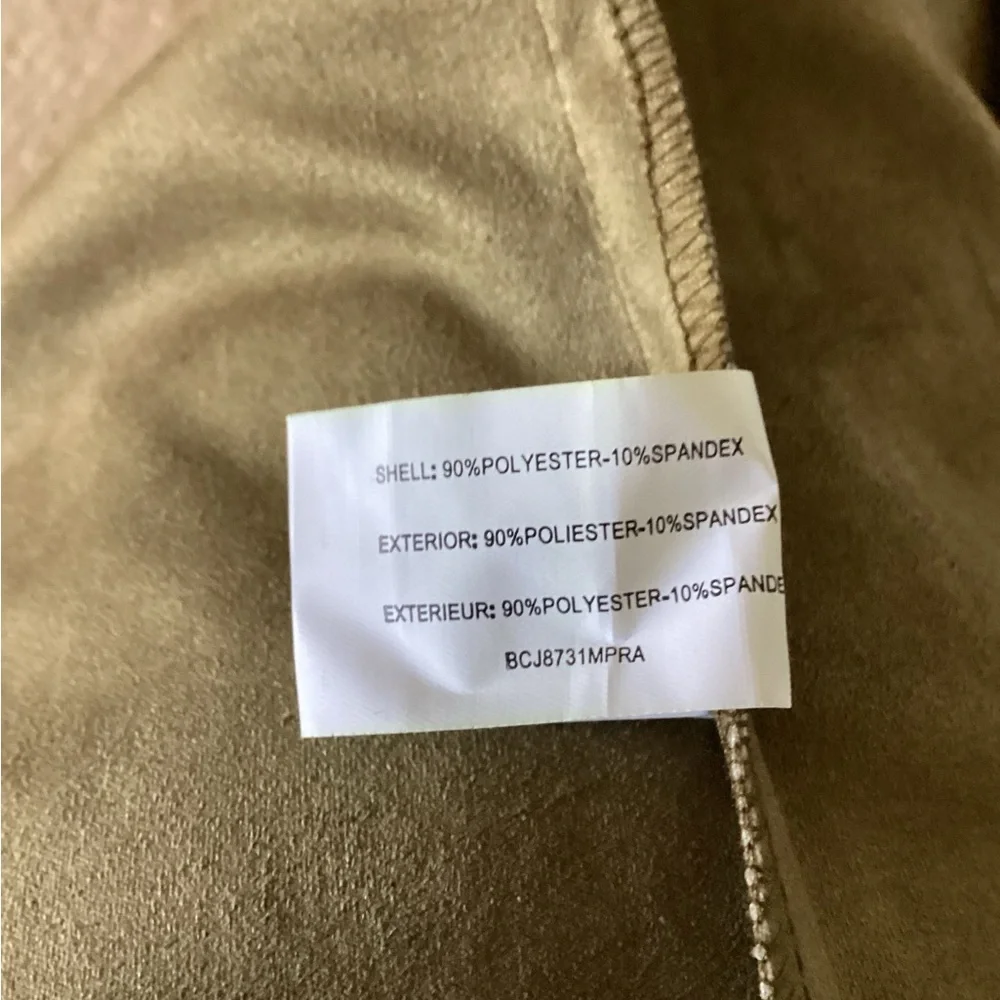 SHELL: 90%POLYESTER-10%SPANDEX
EXTERIOR: 90%POLIESTER-10%SPANDEX
EXTERIEUR: 90%POLYESTER-10%SPANDE
BCJ8731MPRA